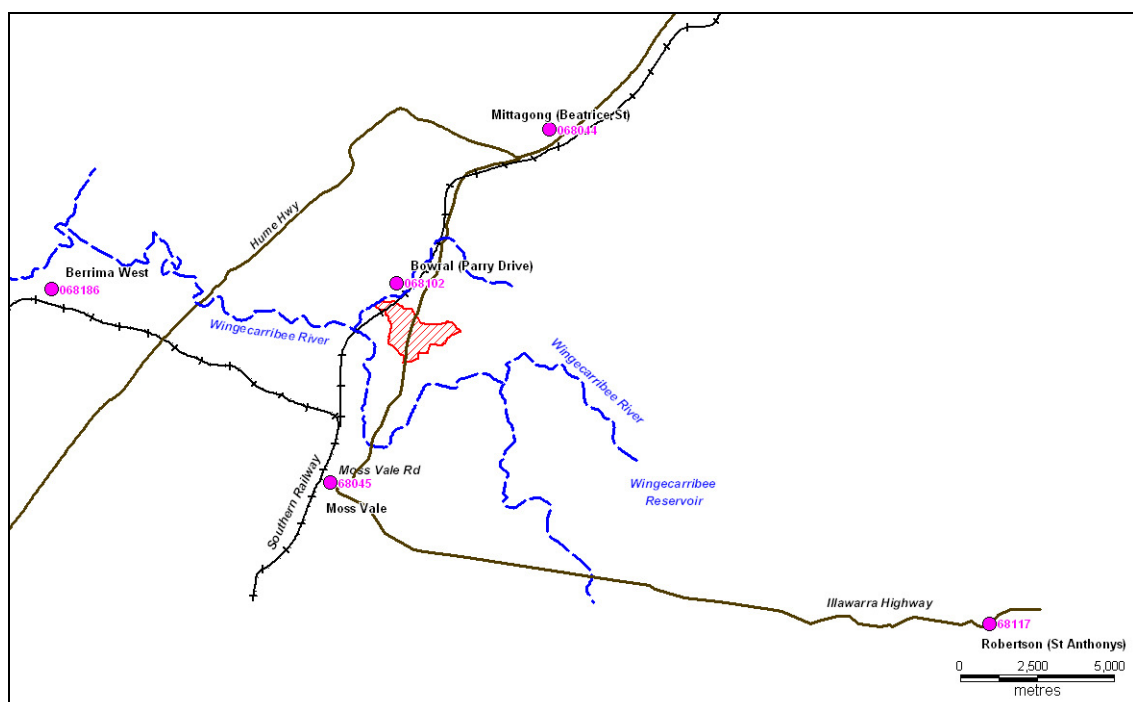 Mittagong (Beatrice St)
068044
Hume Hwy
Berrima West
068186
Bowral (Parry Drive)
068102
Wingecarribee River
Wingecarribee
River
Moss Vale Rd
68045
Moss Vale
Southern Railway
Wingecarribee
Reservoir
Illawarra Highway
68117
Robertson (St Anthonys)
0 2,500 5,000
metres